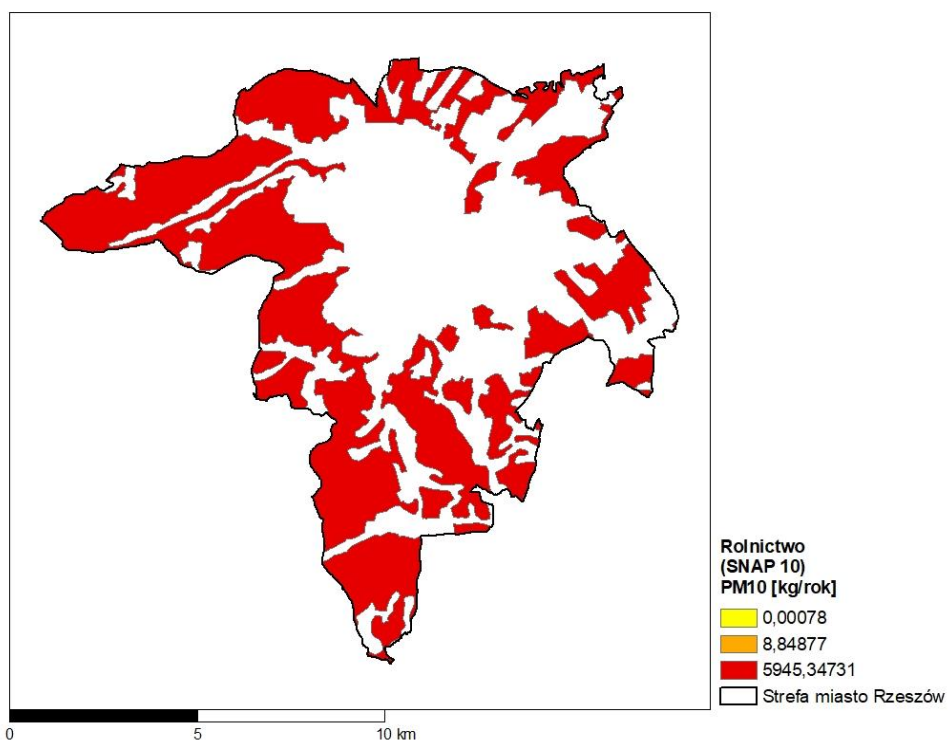 Rolnictwo
(SNAP 10)
PM10 [kg/rok]
0,00078
8,84877
5945,34731
Strefa miasto Rzeszów
0 5 10 km